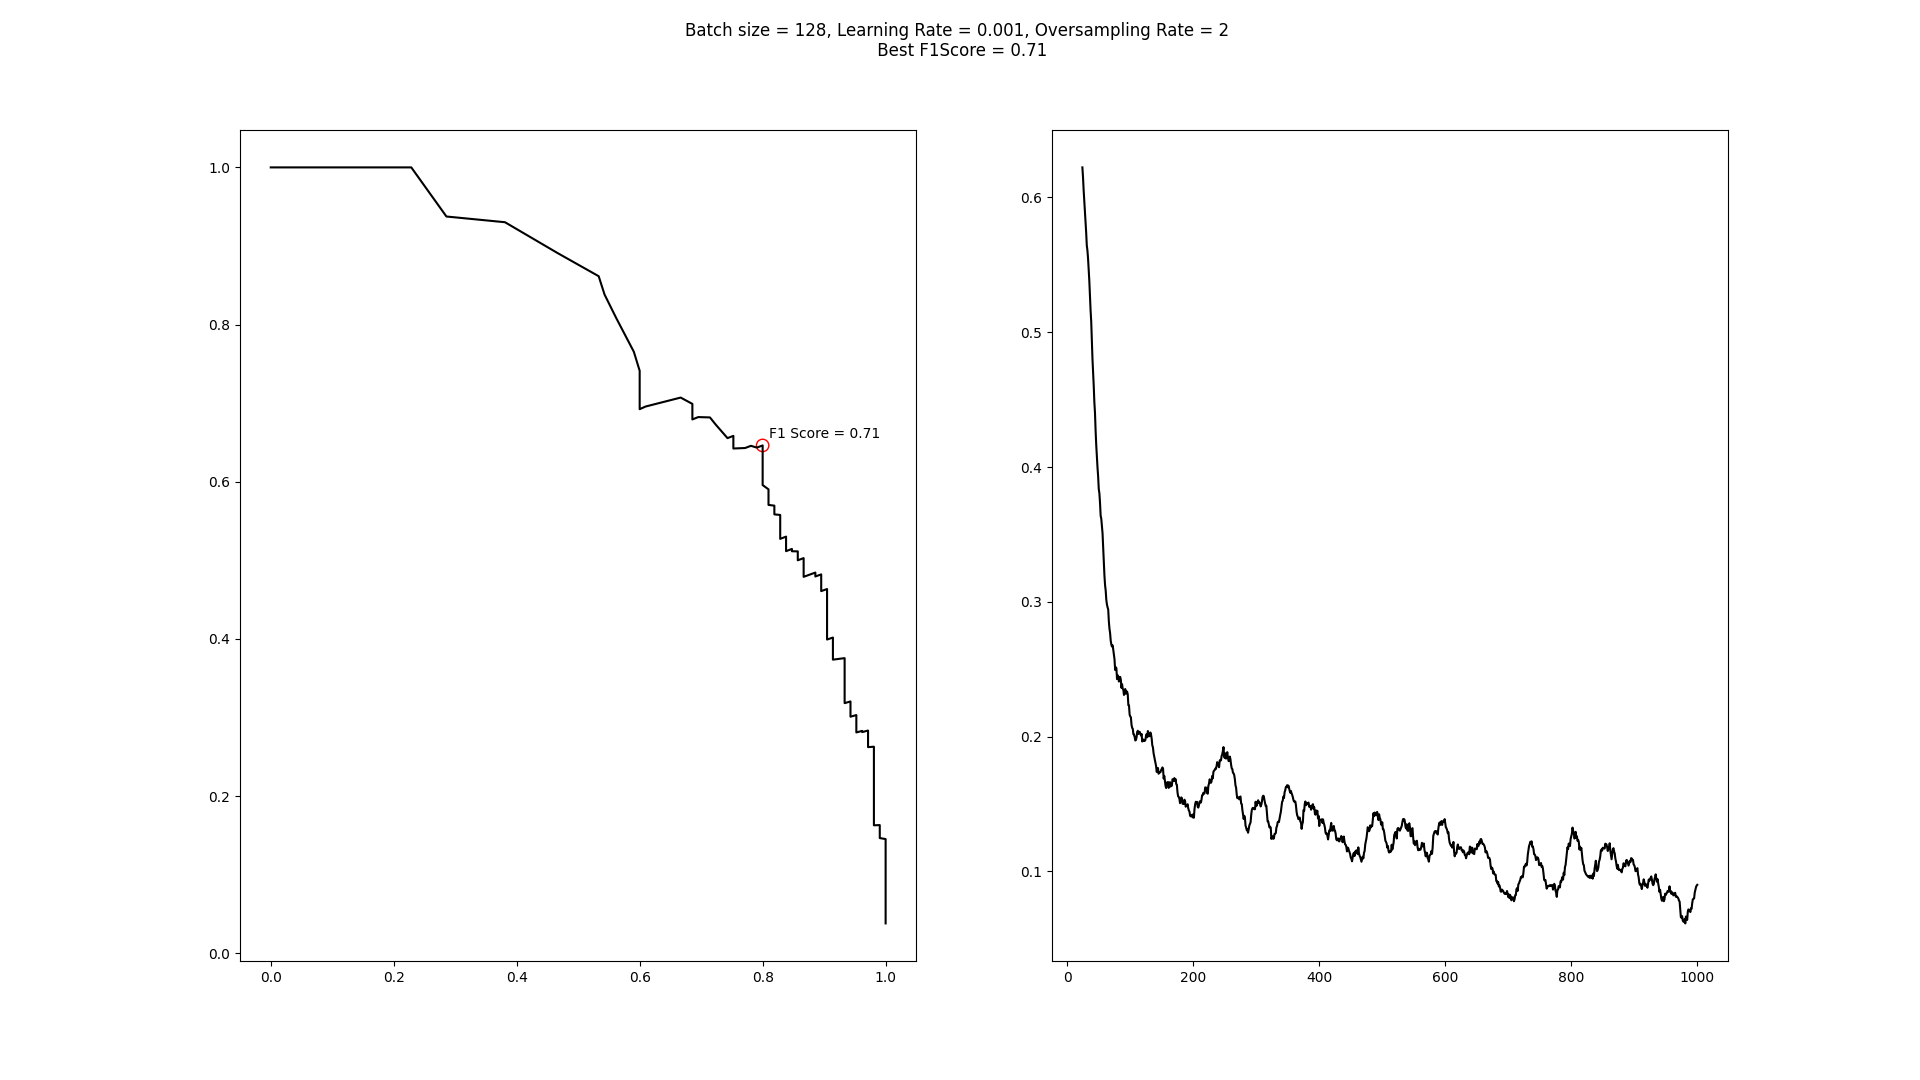 Batch size = 128, Learning Rate = 0.001, Oversampling Rate = 2
Best F1Score = 0.71
1.0
0.8
0.6
0.4
0.2
0.0
0.0 0.2 0.4 0.6 0.8 1.0
F1 Score = 0.71
0.6
0.5
0.4
0.3
0.2
0.1
0 200 400 600 800 1000